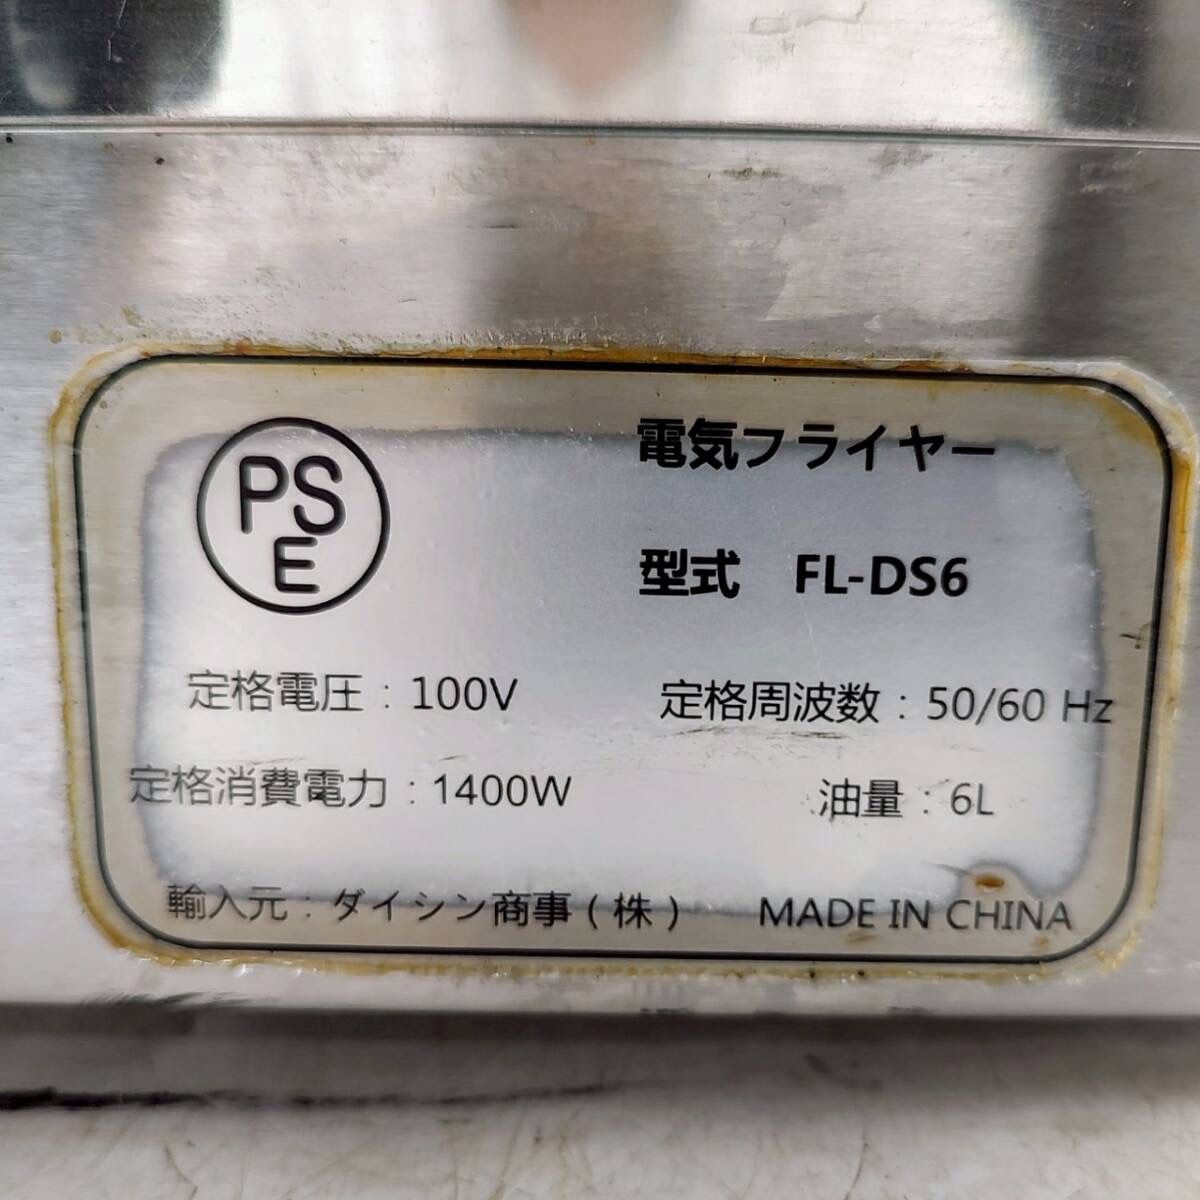 PS
E
電気フライヤー
型式 FL-DS6
定格電圧：100V
定格周波数：50/60 Hz
定格消費電力：1400W
油量：6L
輸入元：ダイシン商事（株）
MADE IN CHINA